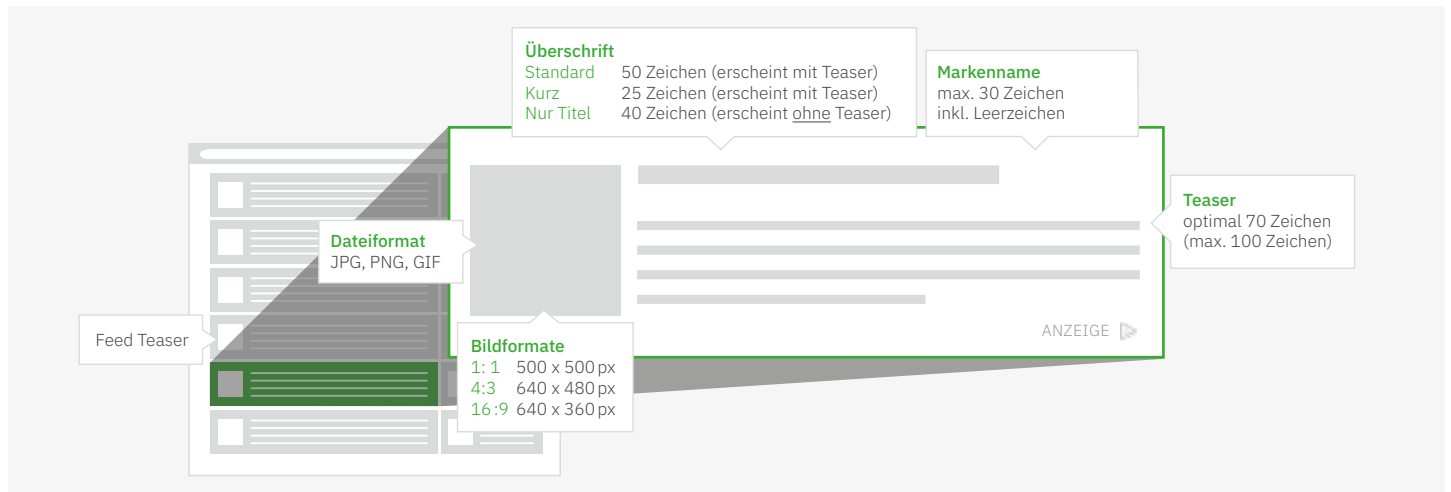 Überschrift
Standard 50 Zeichen (erscheint mit Teaser)
Kurz 25 Zeichen (erscheint mit Teaser)
Nur Titel 40 Zeichen (erscheint ohne Teaser)
Markenname
max. 30 Zeichen
inkl. Leerzeichen
Teaser
optimal 70 Zeichen
(max. 100 Zeichen)
Dateiformat
JPG, PNG, GIF
Feed Teaser
ANZEIGE
Bildformate
1: 1 500 x 500 px
4:3 640 x 480 px
16:9 640 x 360 px